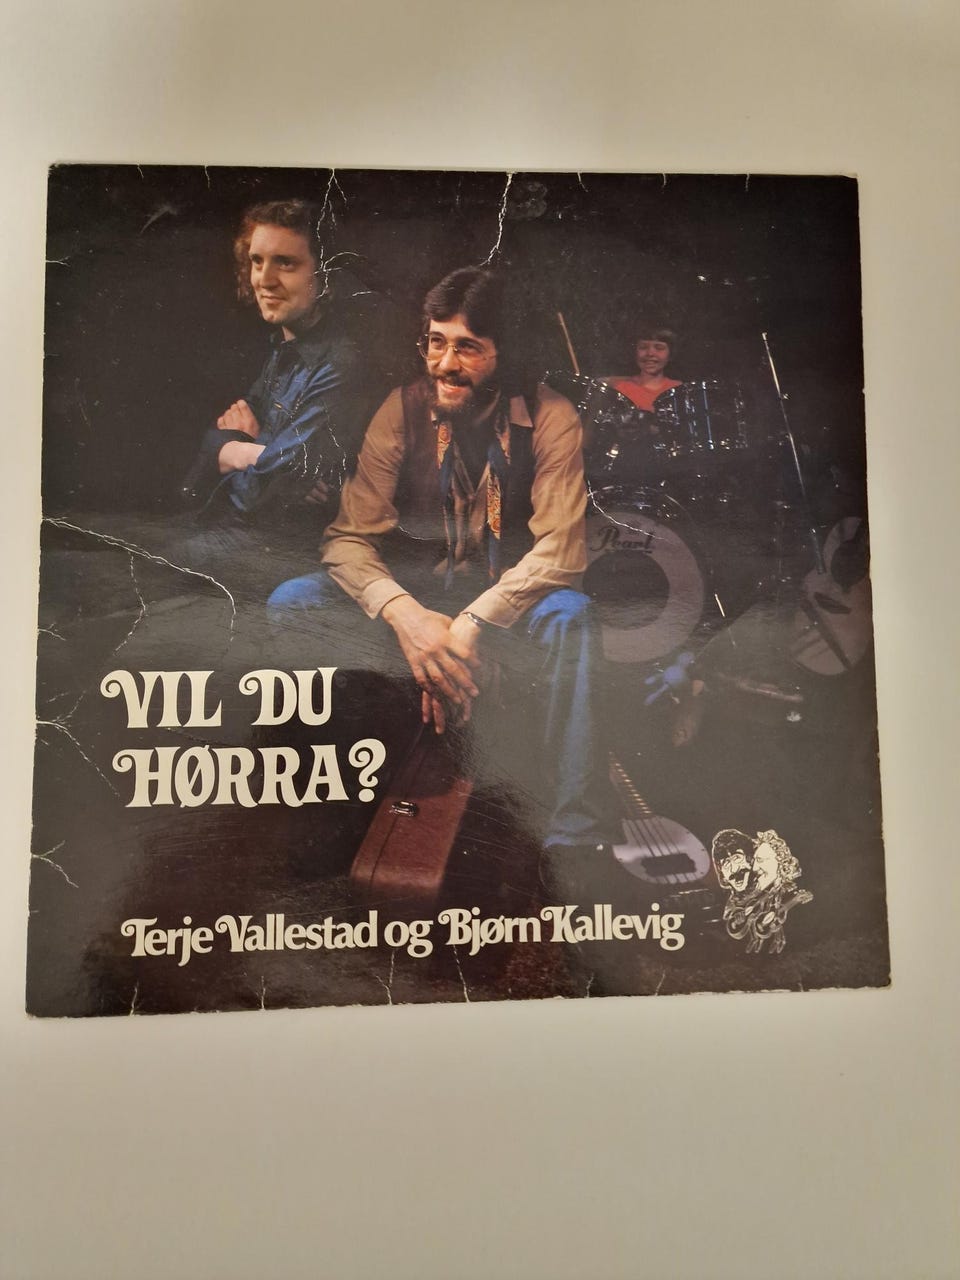 Pearl
VIL DU
HØRRA?
Terje Vallestad og Bjørn Kallevig